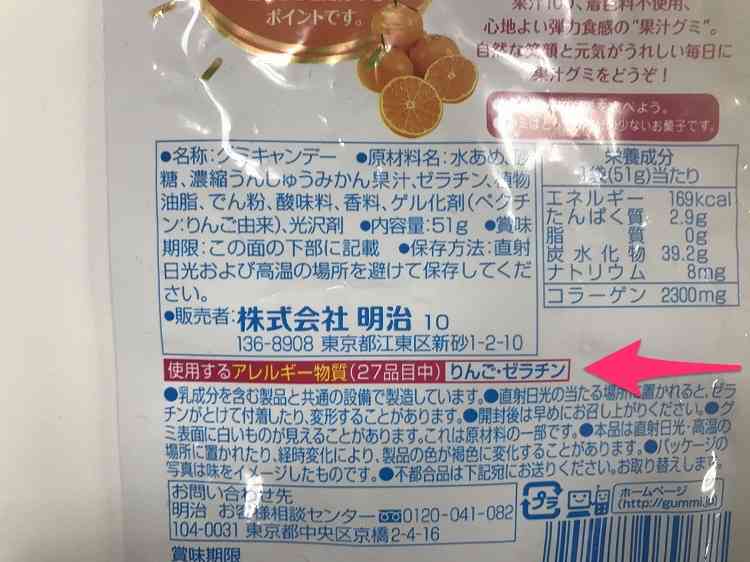 ポイントです。
心地よい弾力食感の“果汁グミ”。
自然な笑顔と元気がうれしい毎日に
果汁グミをどうぞ！
少ないお菓子です。
●名称：グミキャンデー ●原材料名：水あめ、砂
糖、濃縮うんしゅうみかん果汁、ゼラチン、植物
油脂、でん粉、酸味料、香料、ゲル化剤（ペクチ
ン：りんご由来）、光沢剤 ●内容量：51g ●賞味
期限：この面の下部に記載 ●保存方法：直射
日光および高温の場所を避けて保存してくだ
さい。
●販売者：株式会社 明治 10
136-8908 東京都江東区新砂1-2-10
栄養成分
1袋(51g)当たり
エネルギー 169kcal
たんぱく質 2.9g
脂質 0g
炭水化物 39.2g
ナトリウム 8mg
コラーゲン 2300mg
使用するアレルギー物質(27品目中) りんご・ゼラチン
●乳成分を含む製品と共通の設備で製造しています。●直射日光の当たる場所に置かれると、ゼラ
チンがとけて付着したり、変形することがあります。●開封後は早めにお召し上がりください。●グ
ミ表面に白いものが見えることがあります。これは原材料の一部です。●本品は直射日光・高温の
場所に置かれたり、経時変化により、製品の色が褐色に変化することがあります。●パッケージの
写真は味をイメージしたものです。●不都合品は下記宛にお送りください。お取り替えします。
お問い合わせ先
明治 お客様相談センター 0120-041-082
104-0031 東京都中央区京橋2-4-16
プラ
ホームページ
(http://gummi.jp)
賞味期限